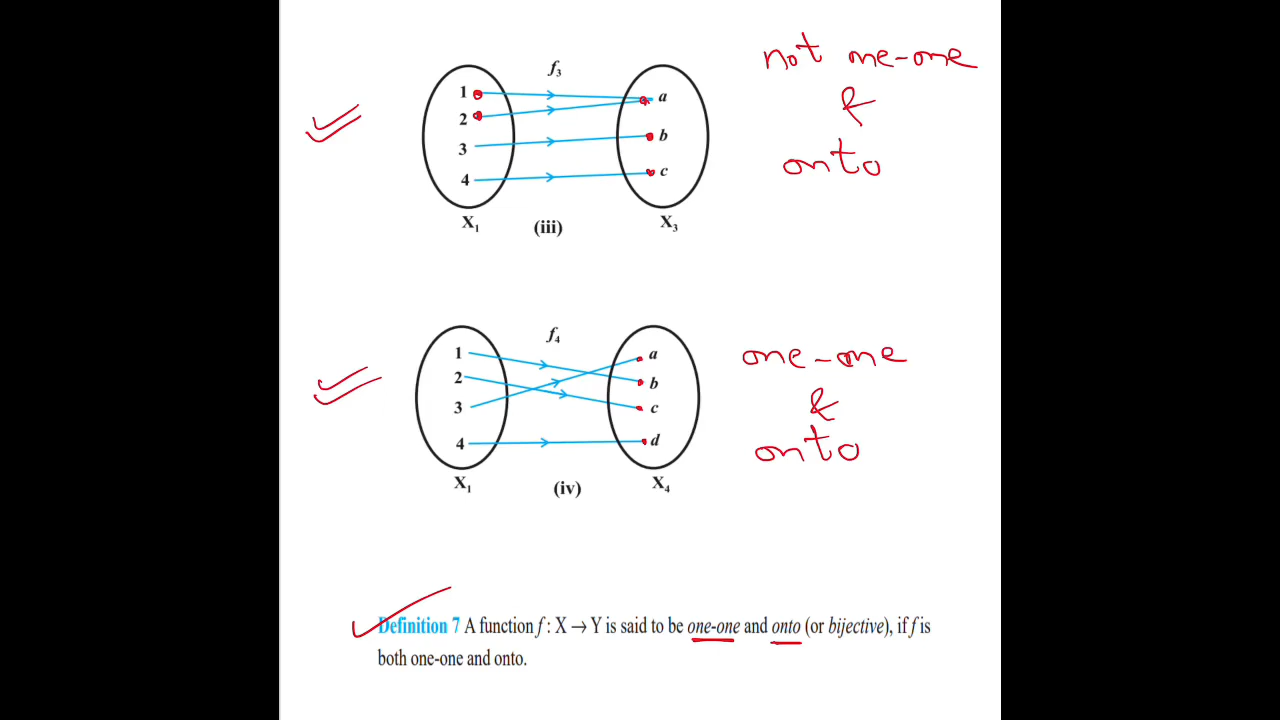 f₃
not one-one
&
onto
1
2
3
4
a
b
c
X₁
(iii)
X₃
f₄
one-one
&
onto
1
2
3
4
a
b
c
d
X₁
(iv)
X₄
Definition 7 A function f : X → Y is said to be one-one and onto (or bijective), if f is
both one-one and onto.